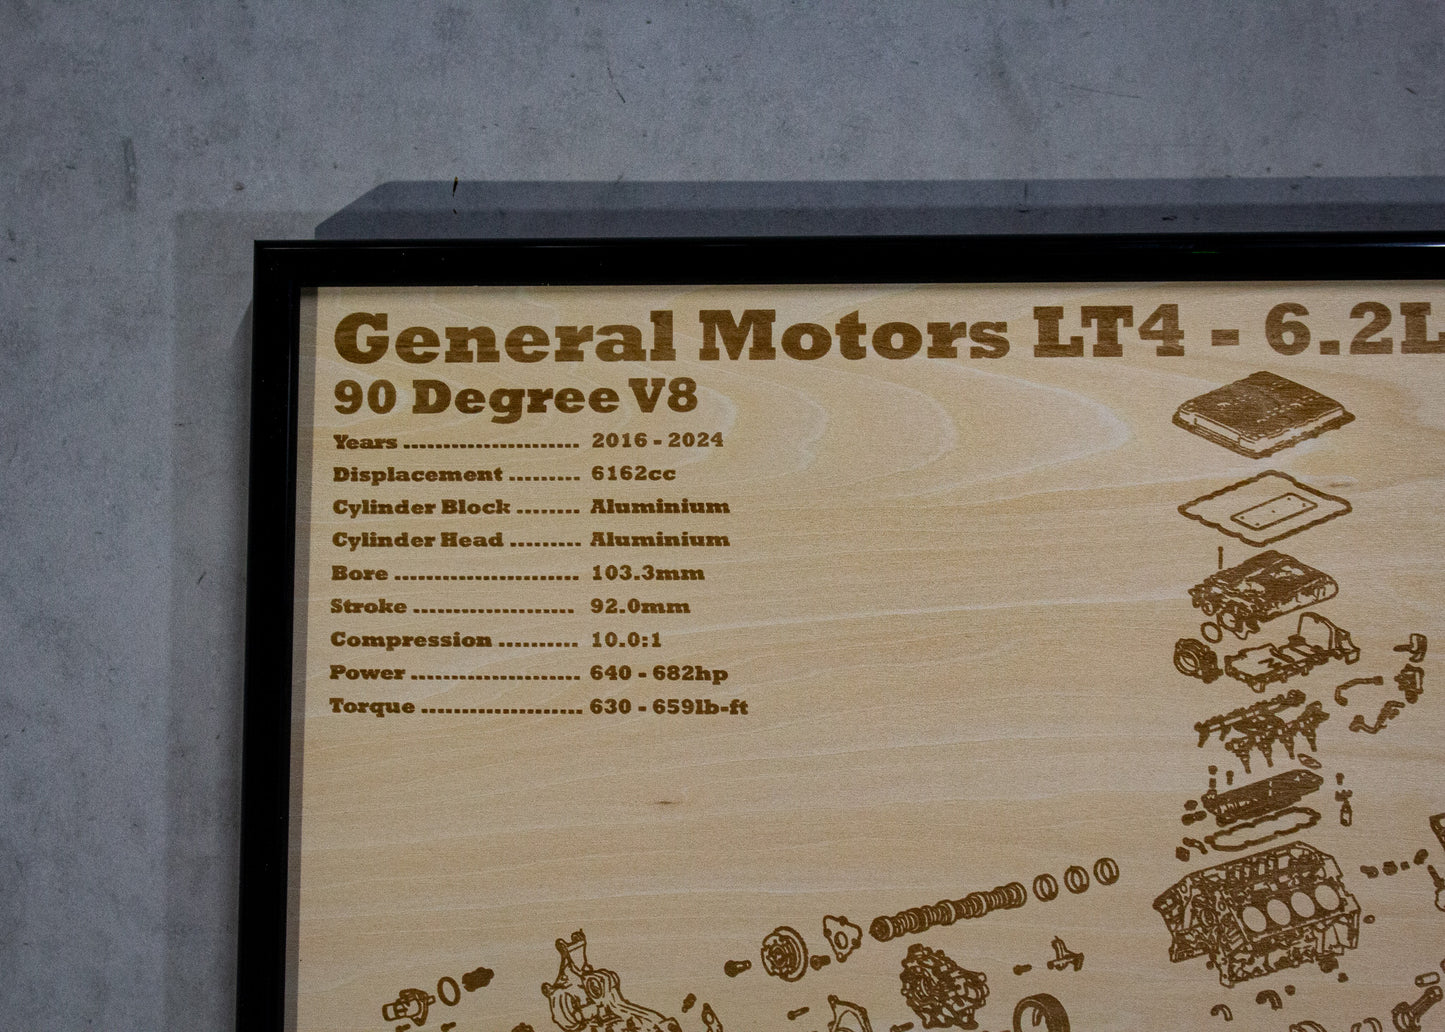 General Motors LT4 - 6.2L
90 Degree V8
Years ........................... 2016 - 2024
Displacement .......... 6162cc
Cylinder Block ......... Aluminium
Cylinder Head .......... Aluminium
Bore ............................ 103.3mm
Stroke ........................ 92.0mm
Compression ............ 10.0:1
Power .......................... 640 - 682hp
Torque ......................... 630 - 659lb-ft